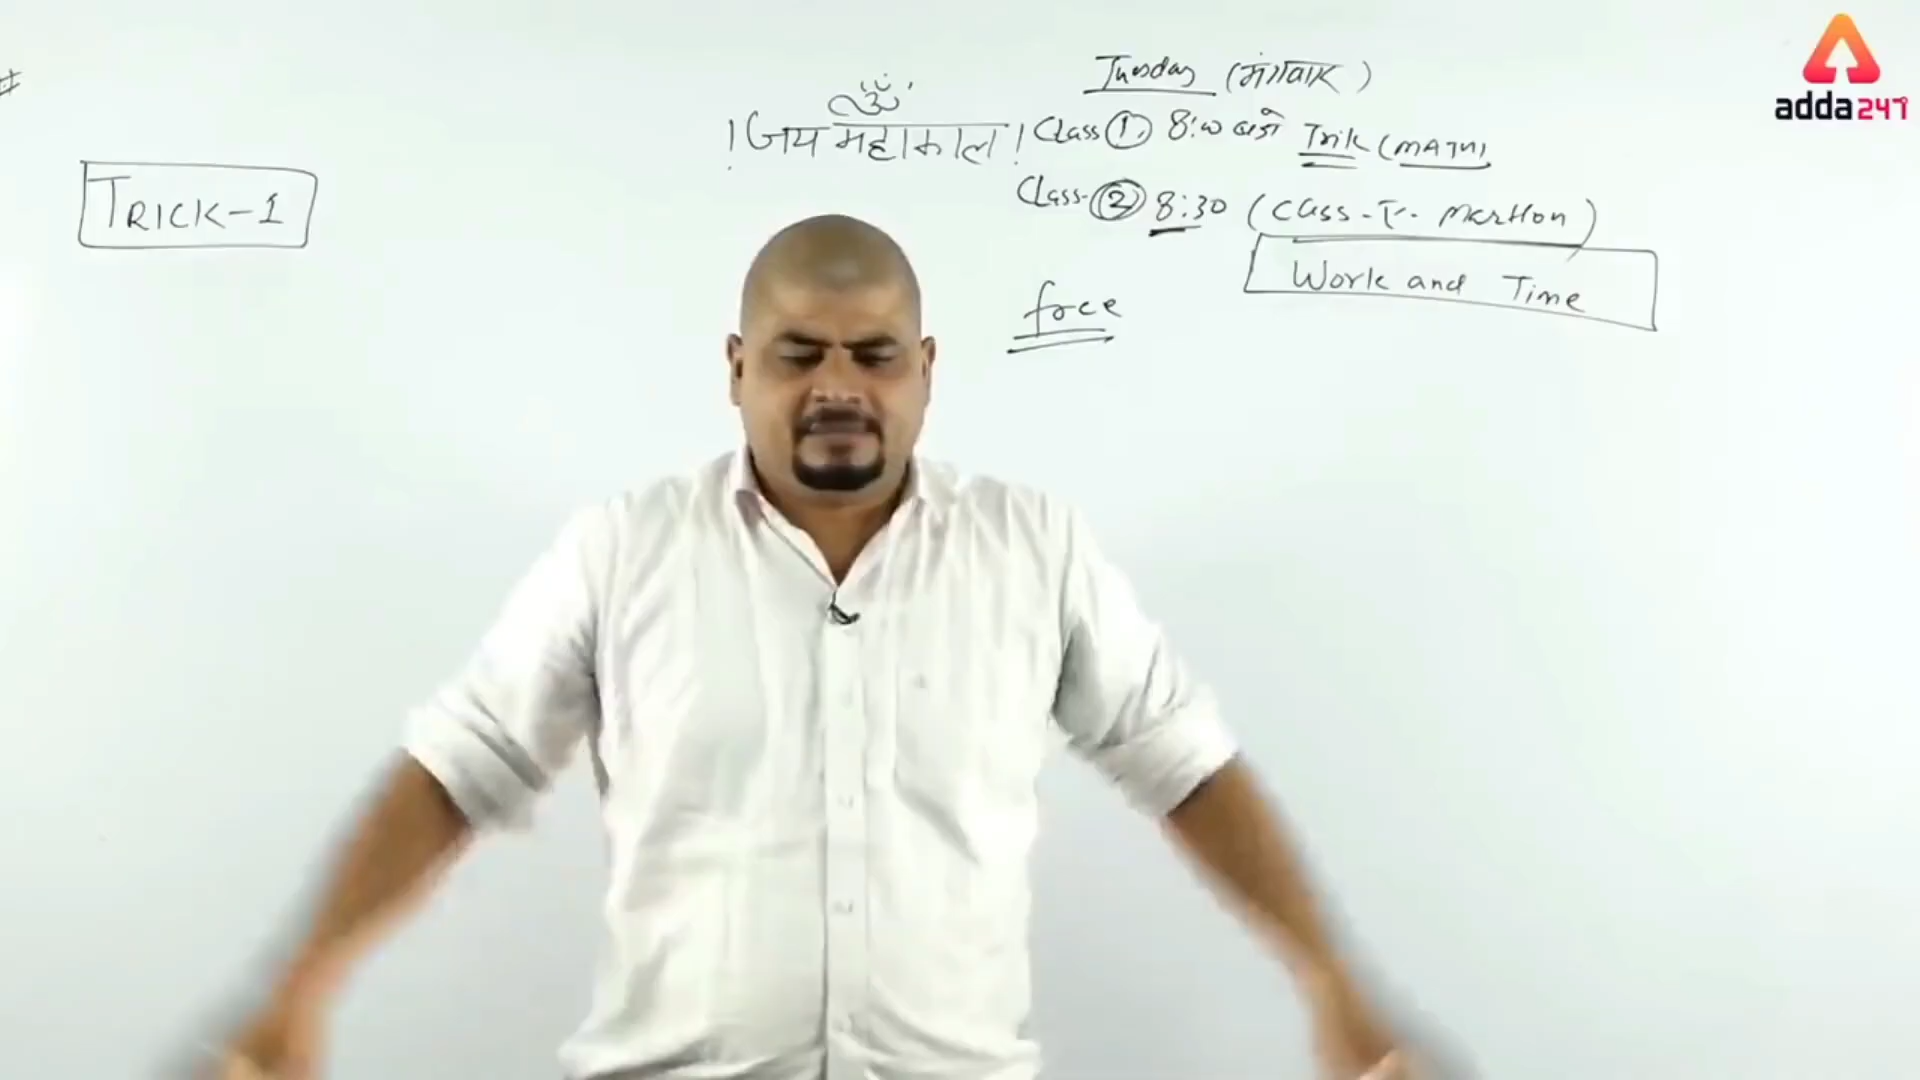 #
TRICK-1
ॐ
! जय महाकाल !
Tuesday (मंगलवार)
Class ① 8:00 बजे Trik (MATH)
Class-② 8:30 (Class-I- Marthon)
Work and Time
free
adda247